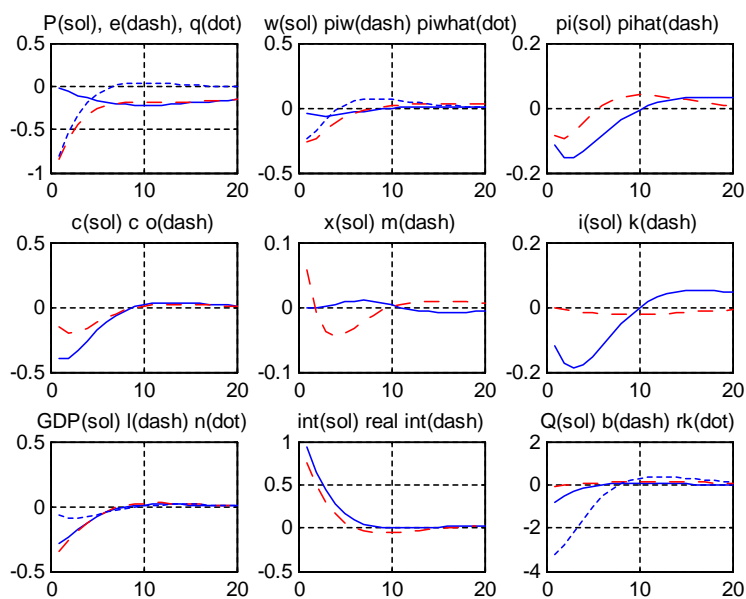 P(sol), e(dash), q(dot)
0.5
0
-0.5
-1
0 10 20
w(sol) piw(dash) piwhat(dot)
0.5
0
-0.5
0 10 20
pi(sol) pihat(dash)
0.2
0
-0.2
0 10 20
c(sol) c o(dash)
0.5
0
-0.5
0 10 20
x(sol) m(dash)
0.1
0
-0.1
0 10 20
i(sol) k(dash)
0.2
0
-0.2
0 10 20
GDP(sol) l(dash) n(dot)
0.5
0
-0.5
0 10 20
int(sol) real int(dash)
1
0.5
0
-0.5
0 10 20
Q(sol) b(dash) rk(dot)
2
0
-2
-4
0 10 20